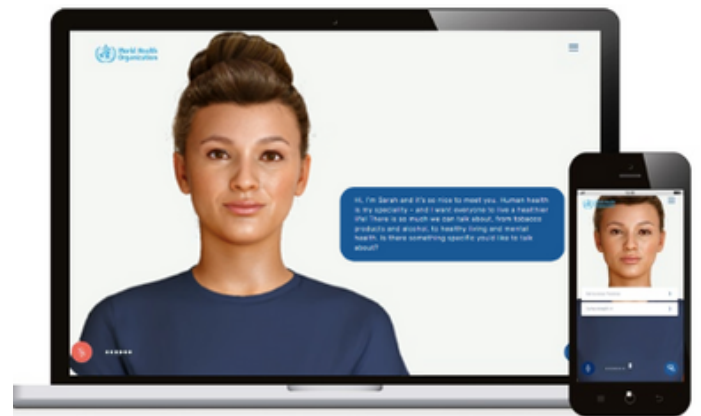 World Health
Organization
Hi, I'm Sarah and it's so nice to meet you. Human health
is my speciality - and I want everyone to live a healthier
life! There is so much we can talk about, from tobacco
products and alcohol, to healthy living and mental
health. Is there something specific you'd like to talk
about?